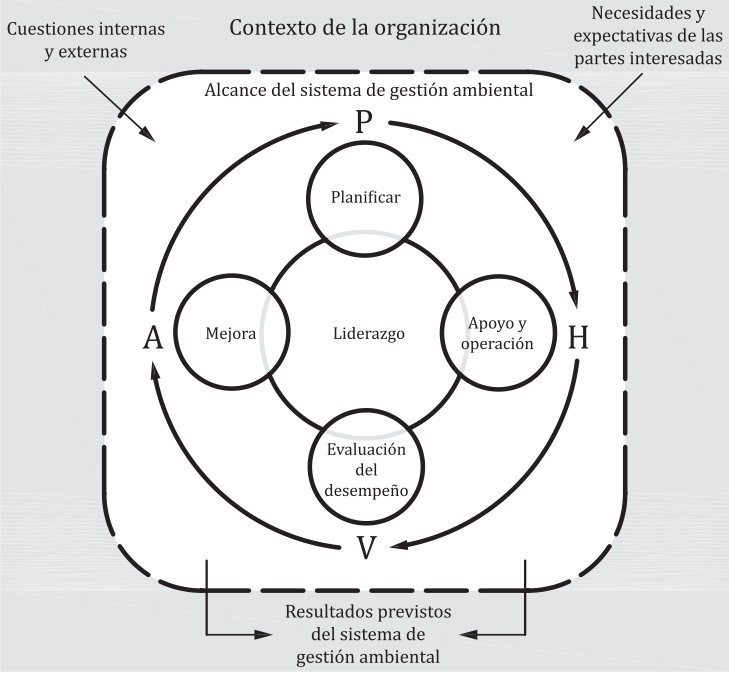 Contexto de la organización
Cuestiones internas
y externas
Necesidades y
expectativas de las
partes interesadas
Alcance del sistema de gestión ambiental
P
Planificar
A
Mejora
Liderazgo
Apoyo y
operación
H
Evaluación
del
desempeño
V
Resultados previstos
del sistema de
gestión ambiental